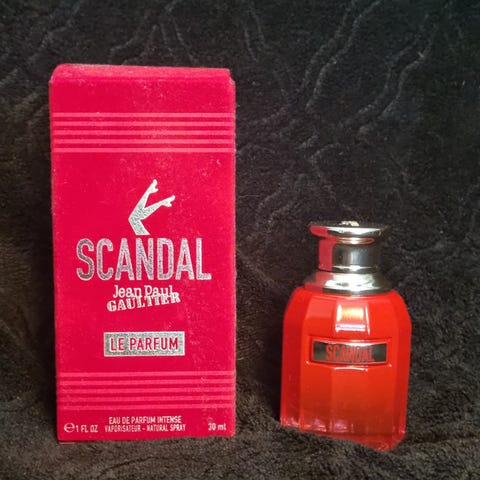 SCANDAL
Jean Paul
GAULTIER
LE PARFUM
EAU DE PARFUM INTENSE
℮ 1 FL OZ VAPORISATEUR - NATURAL SPRAY 30 ml
SCANDAL